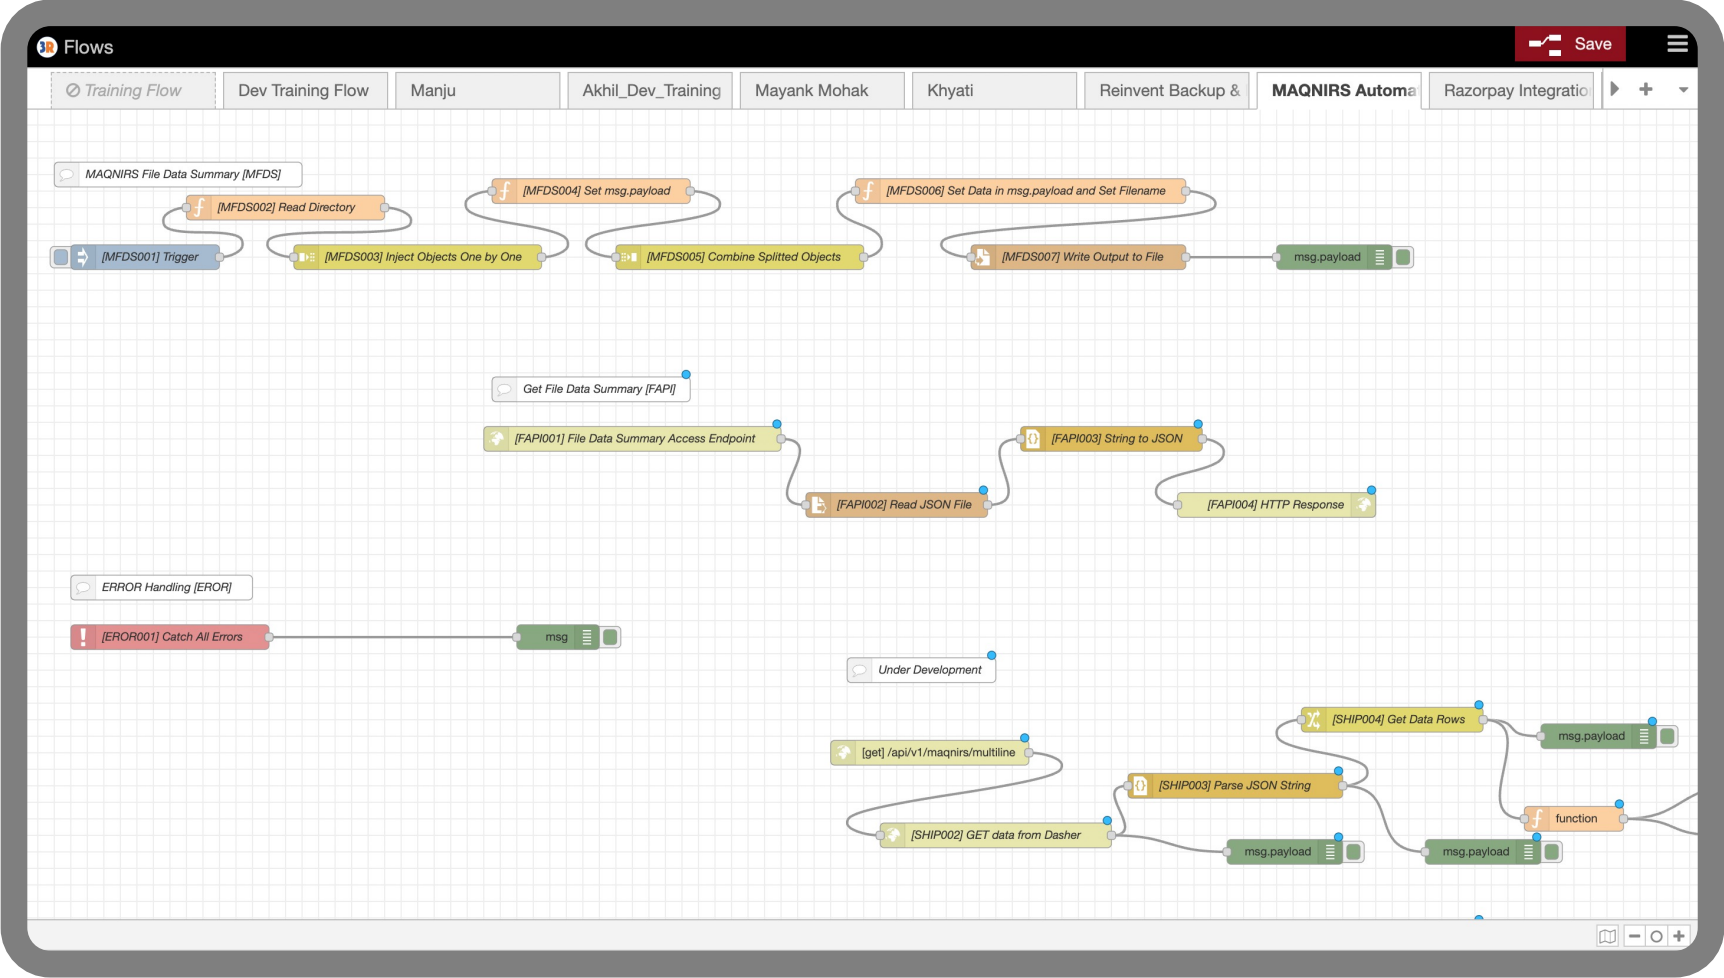 3R Flows
Save
Training Flow
Dev Training Flow
Manju
Akhil_Dev_Training
Mayank Mohak
Khyati
Reinvent Backup &
MAQNIRS Automa
Razorpay Integratio
MAQNIRS File Data Summary [MFDS]
[MFDS004] Set msg.payload
[MFDS006] Set Data in msg.payload and Set Filename
[MFDS002] Read Directory
[MFDS001] Trigger
[MFDS003] Inject Objects One by One
[MFDS005] Combine Splitted Objects
[MFDS007] Write Output to File
msg.payload
Get File Data Summary [FAPI]
[FAPI001] File Data Summary Access Endpoint
[FAPI003] String to JSON
[FAPI002] Read JSON File
[FAPI004] HTTP Response
ERROR Handling [EROR]
[EROR001] Catch All Errors
msg
Under Development
[SHIP004] Get Data Rows
msg.payload
[get] /api/v1/maqnirs/multiline
[SHIP003] Parse JSON String
function
[SHIP002] GET data from Dasher
msg.payload
msg.payload